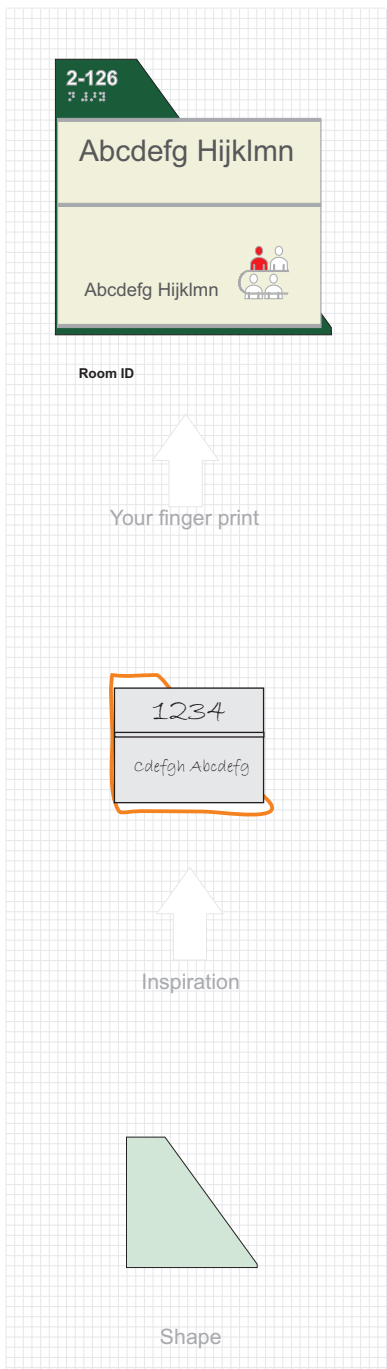 2-126
⠼⠃⠤⠼⠁⠃⠋
Abcdefg Hijklmn
Abcdefg Hijklmn
Room ID
Your finger print
1234
Cdefgh Abcdefg
Inspiration
Shape